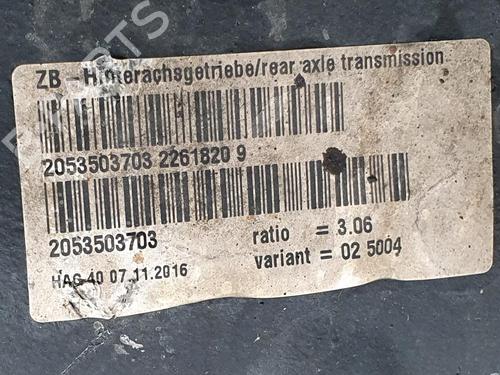 ZB - Hinterachsgetriebe/rear axle transmission
2053503703 2261820 9
2053503703
ratio = 3.06
variant = 02 5004
HAG 40 07.11.2016